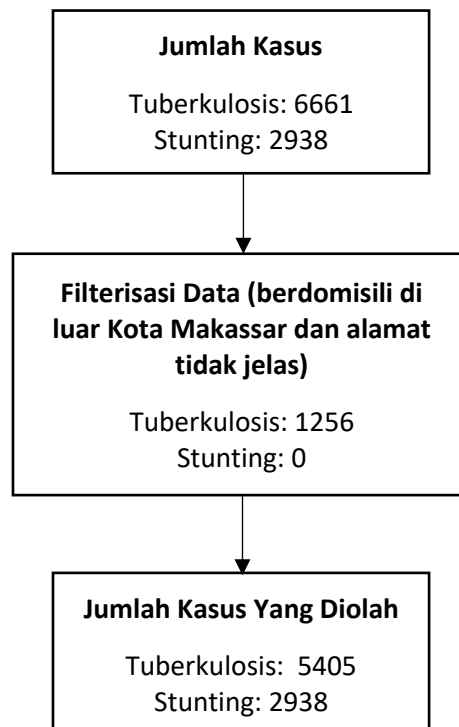 Jumlah Kasus
Tuberkulosis: 6661
Stunting: 2938
Filterisasi Data (berdomisili di
luar Kota Makassar dan alamat
tidak jelas)
Tuberkulosis: 1256
Stunting: 0
Jumlah Kasus Yang Diolah
Tuberkulosis:  5405
Stunting: 2938